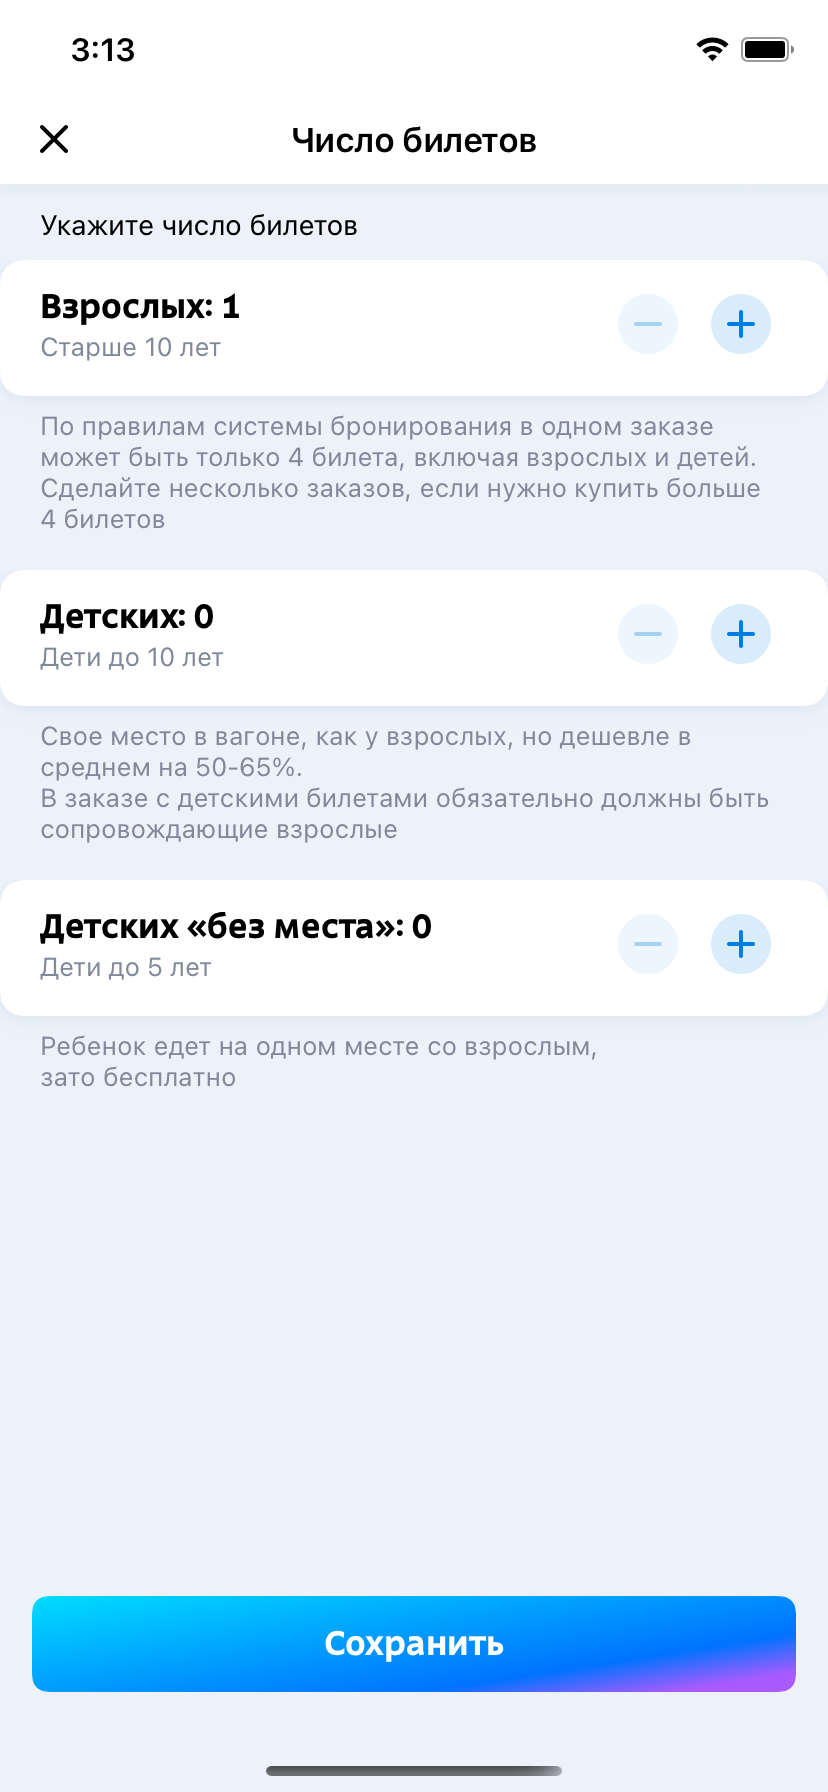 3:13
Число билетов
Укажите число билетов
Взрослых: 1
Старше 10 лет
По правилам системы бронирования в одном заказе
может быть только 4 билета, включая взрослых и детей.
Сделайте несколько заказов, если нужно купить больше
4 билетов
Детских: 0
Дети до 10 лет
Свое место в вагоне, как у взрослых, но дешевле в
среднем на 50-65%.
В заказе с детскими билетами обязательно должны быть
сопровождающие взрослые
Детских «без места»: 0
Дети до 5 лет
Ребенок едет на одном месте со взрослым,
зато бесплатно
Сохранить